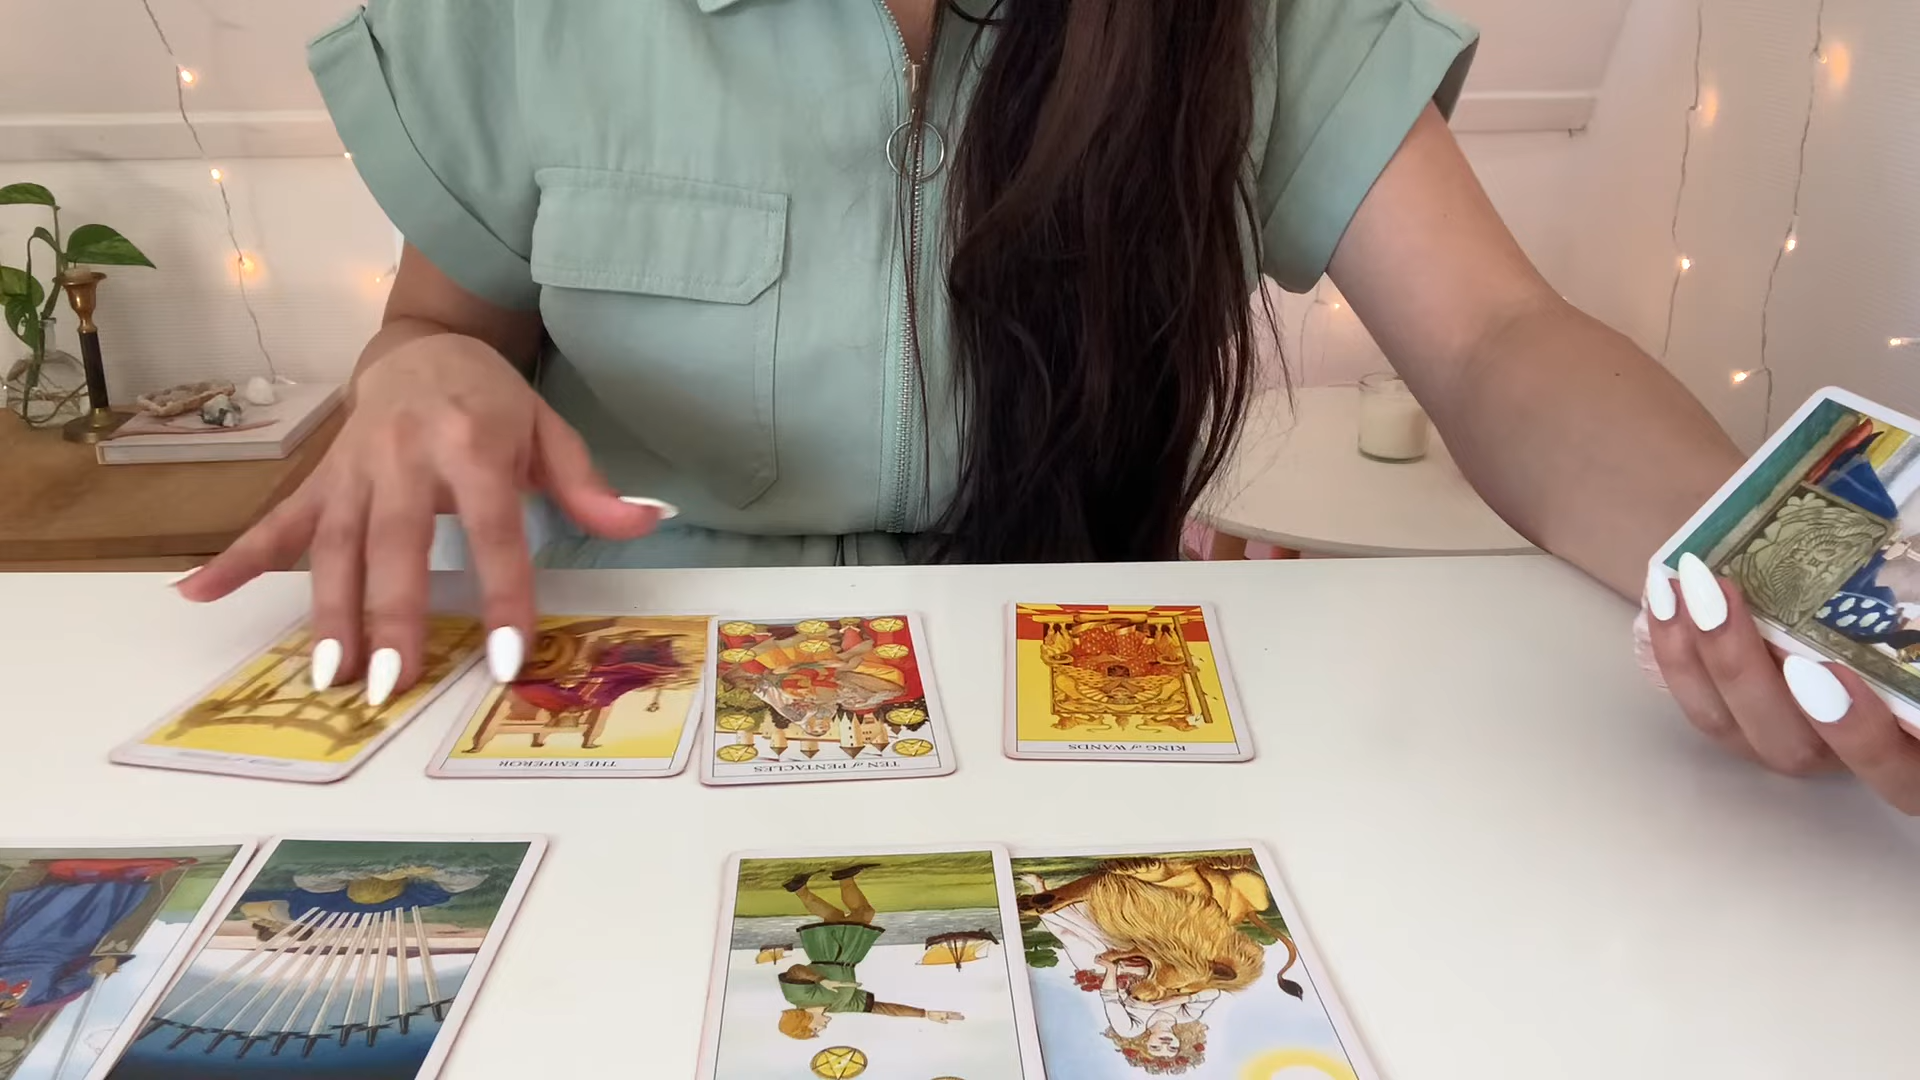 THE EMPEROR
TEN of PENTACLES
KING of WANDS